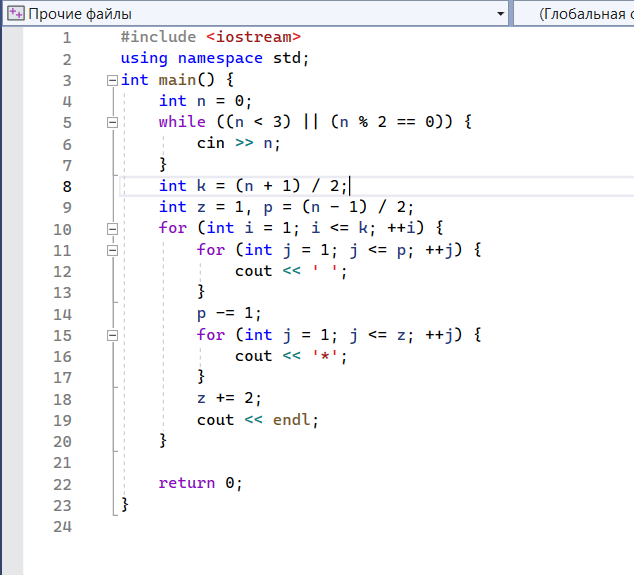 Прочие файлы (Глобальная
1 #include <iostream>
2 using namespace std;
3 int main() {
4 int n = 0;
5 while ((n < 3) || (n % 2 == 0)) {
6 cin >> n;
7 }
8 int k = (n + 1) / 2;
9 int z = 1, p = (n - 1) / 2;
10 for (int i = 1; i <= k; ++i) {
11 for (int j = 1; j <= p; ++j) {
12 cout << ' ';
13 }
14 p -= 1;
15 for (int j = 1; j <= z; ++j) {
16 cout << '*';
17 }
18 z += 2;
19 cout << endl;
20 }
21
22 return 0;
23 }
24